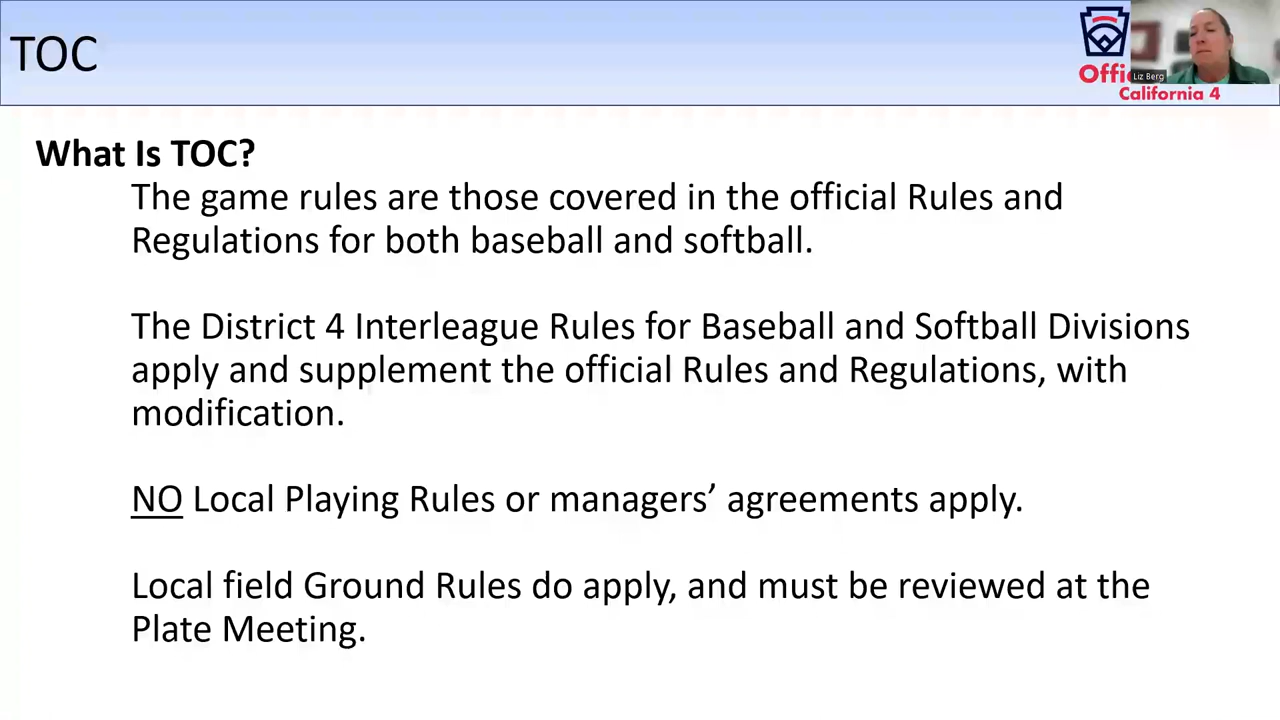 TOC
Offi
Liz Berg
California 4
What Is TOC?
The game rules are those covered in the official Rules and
Regulations for both baseball and softball.
The District 4 Interleague Rules for Baseball and Softball Divisions
apply and supplement the official Rules and Regulations, with
modification.
NO Local Playing Rules or managers’ agreements apply.
Local field Ground Rules do apply, and must be reviewed at the
Plate Meeting.